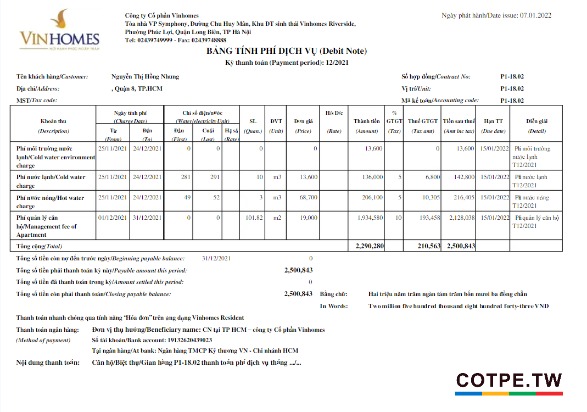 VINHOMES
Công ty Cổ phần Vinhomes
Tòa nhà VP Symphony, Đường Chu Huy Mân, Khu ĐT sinh thái Vinhomes Riverside,
Phường Phúc Lợi, Quận Long Biên, TP Hà Nội
Tel: 02439749999 - Fax: 02439748888
Ngày phát hành/Date issue: 07.01.2022
BẢNG TÍNH PHÍ DỊCH VỤ (Debit Note)
Kỳ thanh toán (Payment period): 12/2021
Tên khách hàng/Customer: Nguyễn Thị Hồng Nhung Số hợp đồng/Contract No: P1-18.02
Địa chỉ/Address: , Quận 8, TP.HCM Vị trí/Unit: P1-18.02
MST/Tax code: Mã kế toán/Accounting code: P1-18.02
Khoản thu (Description) Ngày tính phí (Charge Date) Từ (From) Đến (To) Chỉ số điện/nước (Water/electricity Unit) Đầu (First) Cuối (Last) Hệ số (Rate) SL (Quan.) ĐVT (Unit) Đơn giá (Price) Hỗ trợ (Rate) Thành tiền (Amount) % GTGT (Tax) Thuế GTGT (Tax amt) Tiền sau thuế (Amt inc tax) Hạn TT (Due date) Diễn giải (Detail)
Phí môi trường nước lạnh/Cold water environment charge 25/11/2021 24/12/2021 0 0 0 13,600 0 13,600 15/01/2022 Phí môi trường nước lạnh T12/2021
Phí nước lạnh/Cold water charge 25/11/2021 24/12/2021 281 291 10 m3 13,600 136,000 5 6,800 142,800 15/01/2022 Phí nước lạnh T12/2021
Phí nước nóng/Hot water charge 25/11/2021 24/12/2021 49 52 3 m3 68,700 206,100 5 10,305 216,405 15/01/2022 Phí nước nóng T12/2021
Phí quản lý căn hộ/Management fee of Apartment 01/12/2021 31/12/2021 0 0 101.82 m2 19,000 1,934,580 10 193,458 2,128,038 15/01/2022 Phí quản lý căn hộ T12/2021
Tổng cộng(Total) 2,290,280 210,563 2,500,843
Tổng số tiền còn nợ đến trước ngày/Beginning payable balance: 31/12/2021 0
Tổng số tiền phải thanh toán kỳ này/Payable amount this period: 2,500,843
Tổng số tiền đã thanh toán trong kỳ/Amount settled this period: 0
Tổng số tiền còn phải thanh toán/Closing payable balance: 2,500,843 Bằng chữ: Hai triệu năm trăm ngàn tám trăm bốn mươi ba đồng chẵn
In Words: Two million five hundred thousand eight hundred forty-three VND
Thanh toán nhanh chóng qua tính năng "Hóa đơn" trên ứng dụng Vinhomes Resident
Thanh toán ngân hàng: Đơn vị thụ hưởng/Beneficiary name: CN tại TP HCM – công ty Cổ phần Vinhomes
(Method of payment) Số tài khoản/Bank account: 19132620439023
Tại ngân hàng/At bank: Ngân hàng TMCP Kỹ thương VN - Chi nhánh HCM
Nội dung thanh toán: Căn hộ/Biệt thự/Gian hàng P1-18.02 thanh toán phí dịch vụ tháng .../...
COTPE.TW